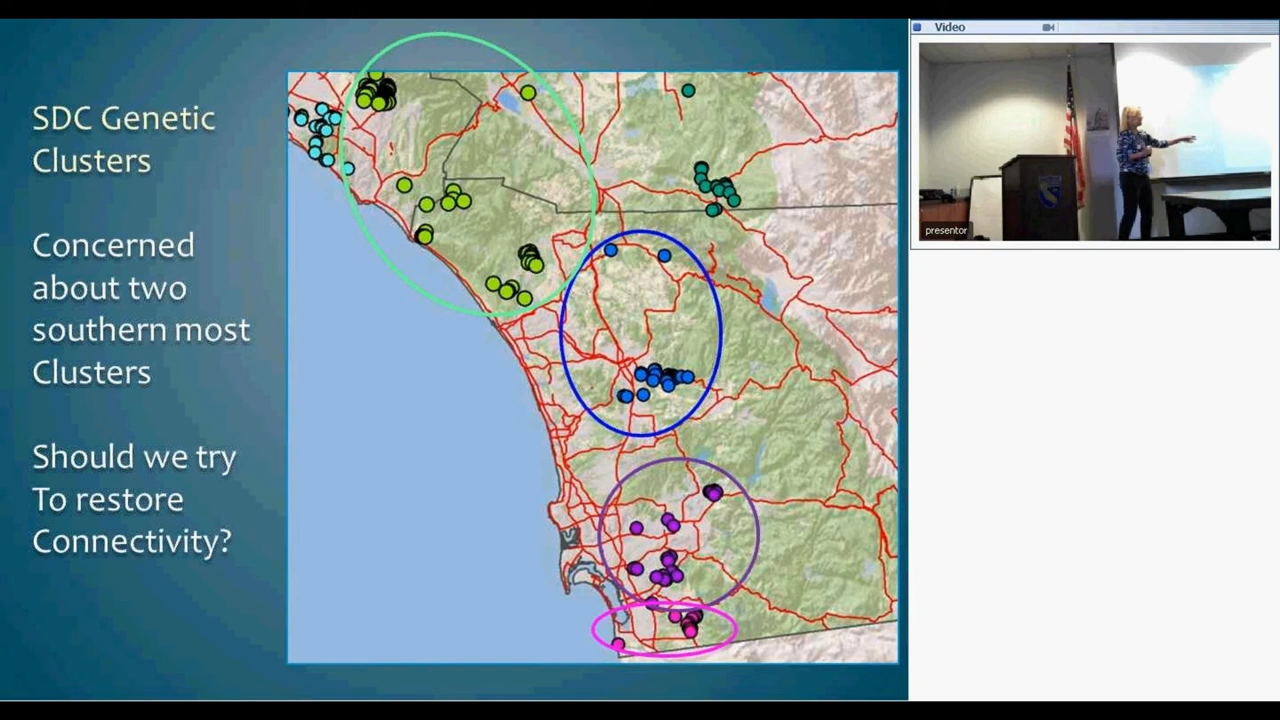 SDC Genetic
Clusters
Concerned
about two
southern most
Clusters
Should we try
To restore
Connectivity?
Video
presentor